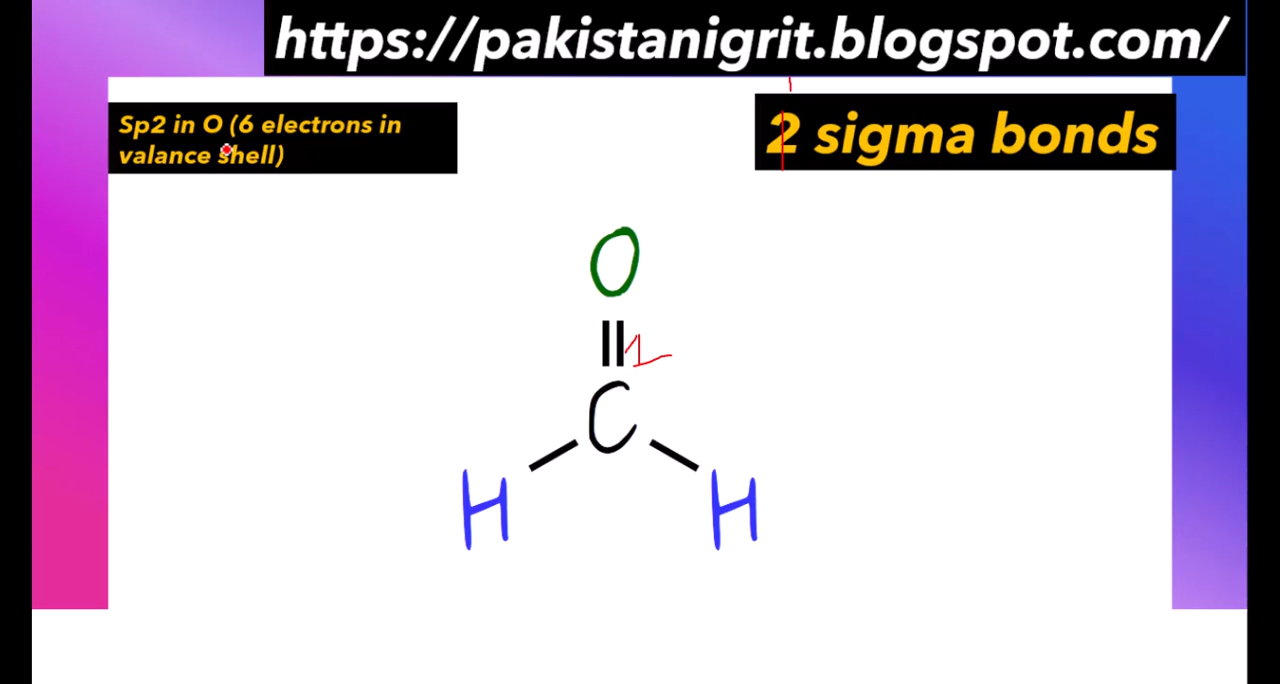 https://pakistanigrit.blogspot.com/
Sp2 in O (6 electrons in
valance shell)
2 sigma bonds
O
1
C
H H